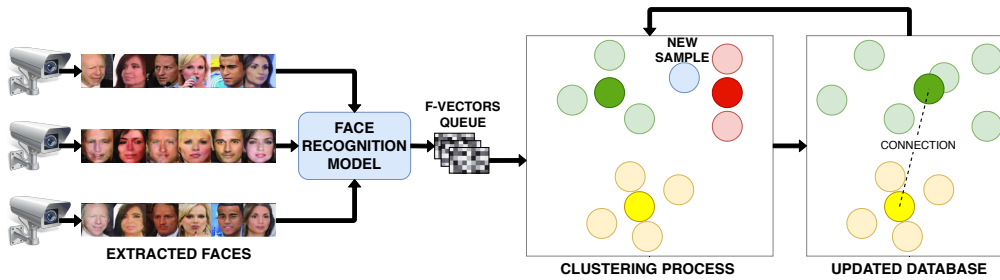 NEW
SAMPLE
F-VECTORS
QUEUE
FACE
RECOGNITION
MODEL
CONNECTION
EXTRACTED FACES
CLUSTERING PROCESS
UPDATED DATABASE